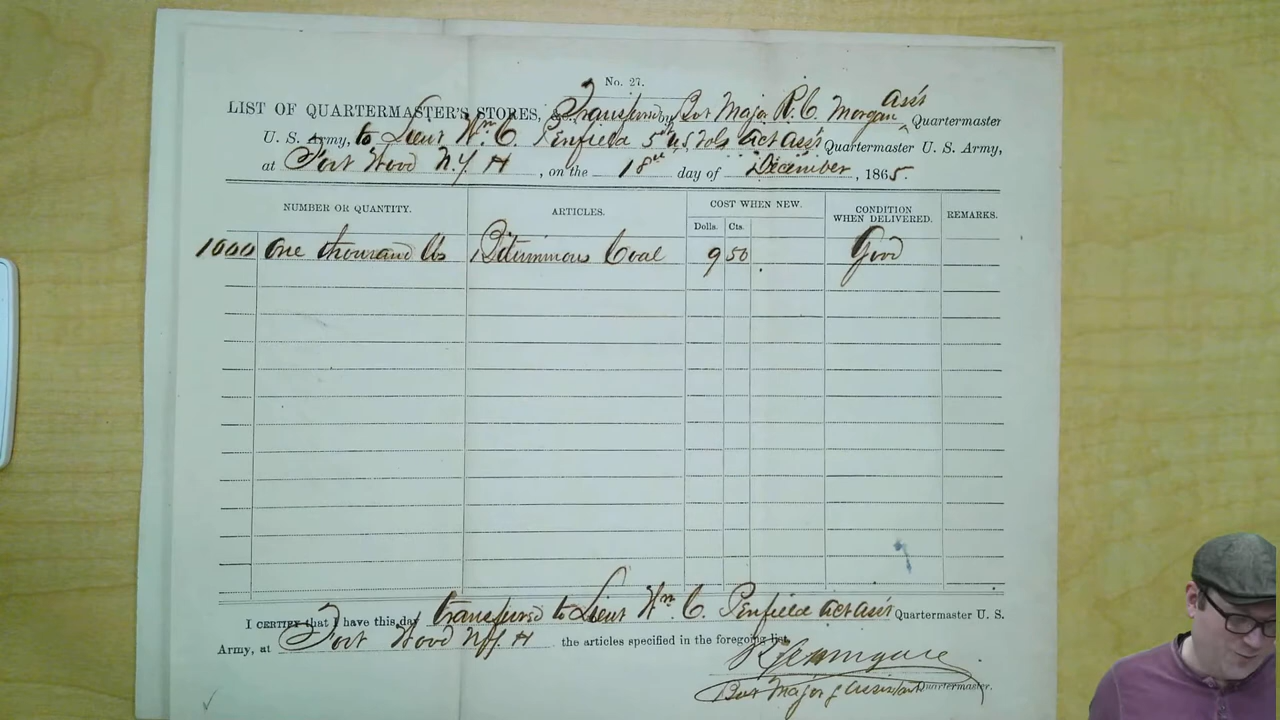 No. 27.
LIST OF QUARTERMASTER'S STORES, &c. Transferred by Bvt Major R. C. Morgan Ass't Quartermaster
U. S. Army, to Lieut Wm C. Penfield 5th U.S. Vols Act Ass't Quartermaster U. S. Army,
at Fort Wood N.Y. H , on the 18th day of December , 1865.
NUMBER OR QUANTITY. ARTICLES. COST WHEN NEW. CONDITION WHEN DELIVERED. REMARKS.
Dolls. Cts.
1000 One thousand lbs Bituminous Coal 9 50 Good
I CERTIFY that I have this day transferred to Lieut Wm C. Penfield Act Ass't Quartermaster U. S.
Army, at Fort Wood N.Y. H the articles specified in the foregoing list.
Bvt Major & Assistant Quartermaster.